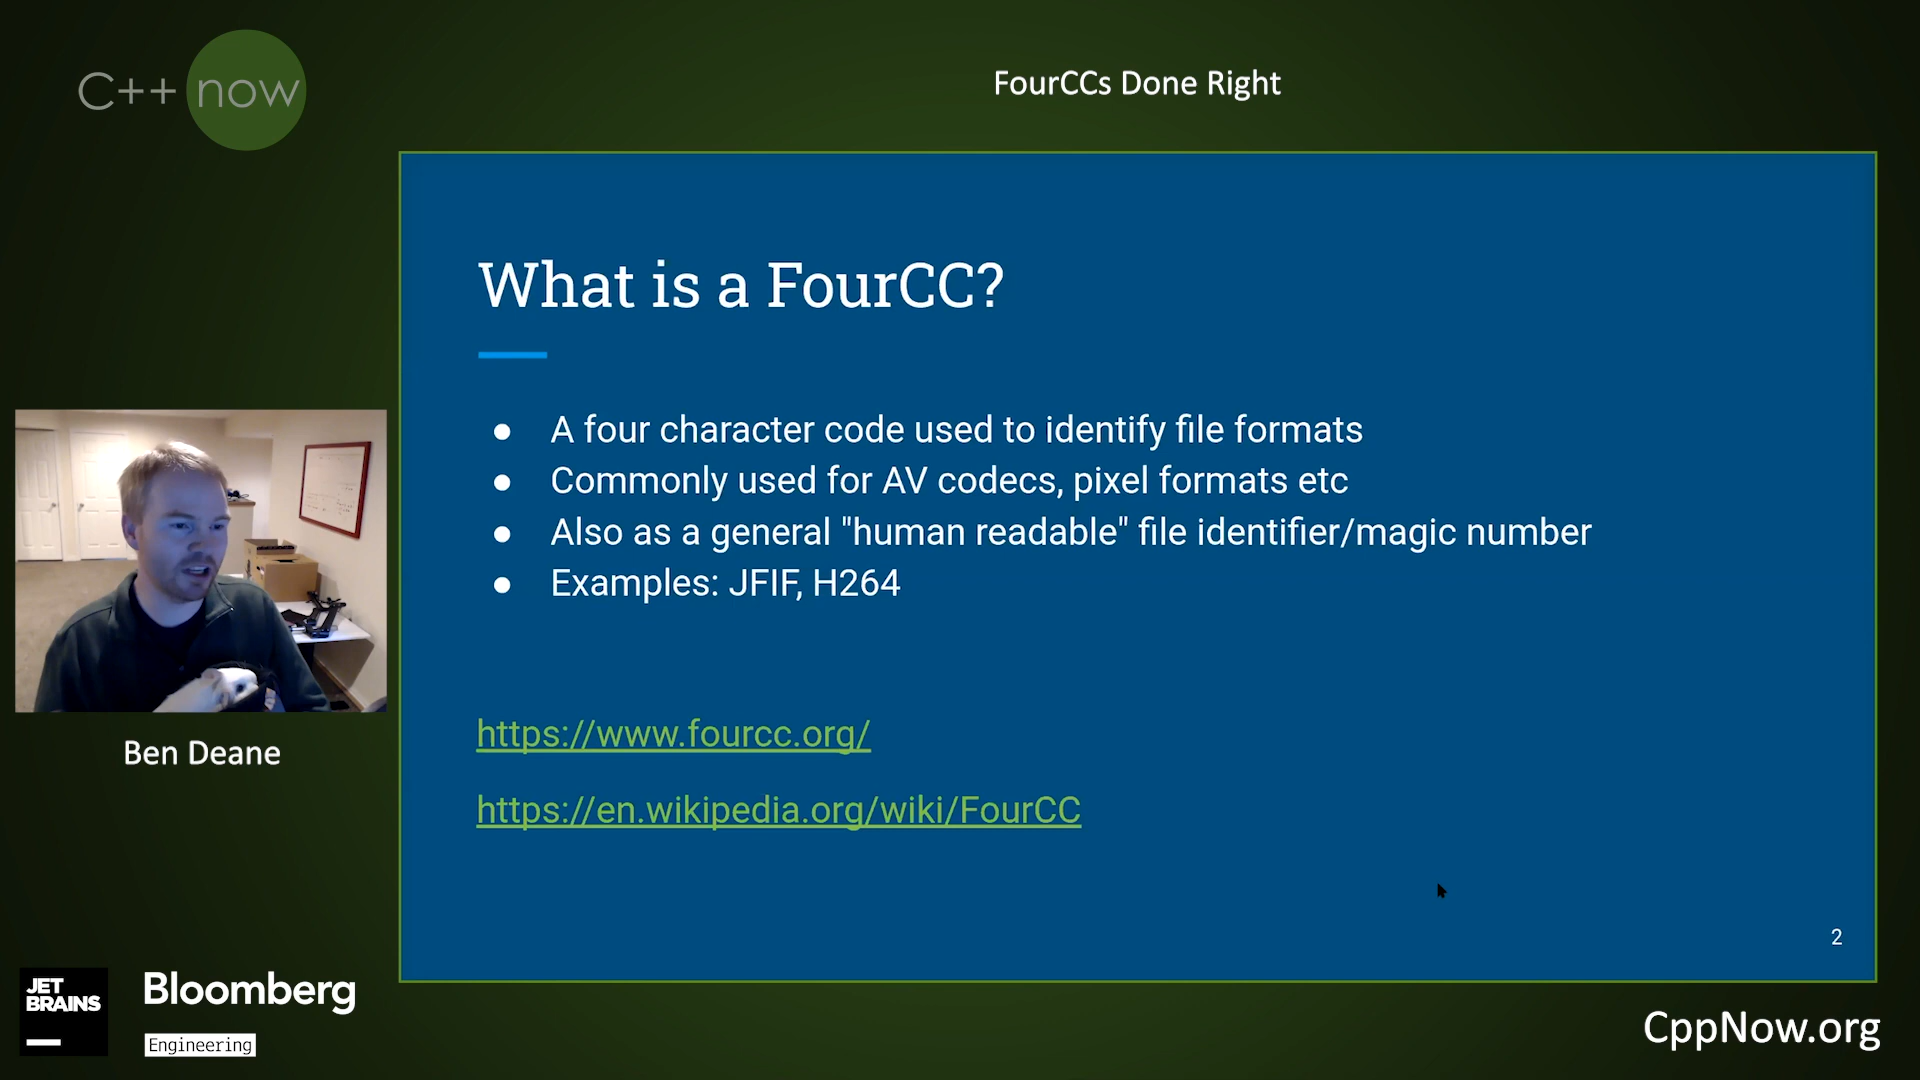 C++ now
FourCCs Done Right
What is a FourCC?
● A four character code used to identify file formats
● Commonly used for AV codecs, pixel formats etc
● Also as a general "human readable" file identifier/magic number
● Examples: JFIF, H264
https://www.fourcc.org/
https://en.wikipedia.org/wiki/FourCC
2
Ben Deane
JET
BRAINS
Bloomberg
Engineering
CppNow.org